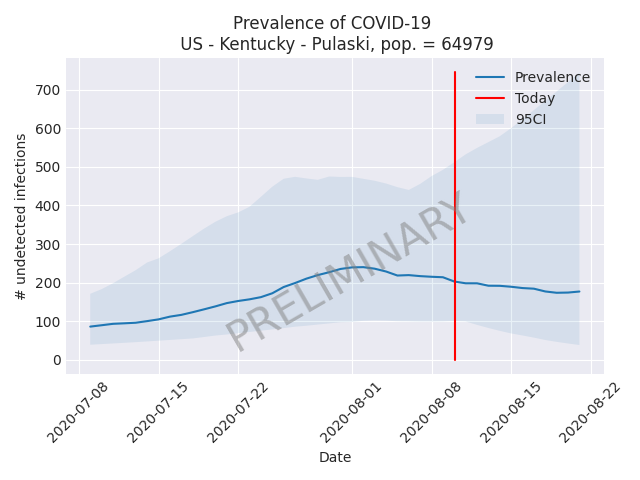 Prevalence of COVID-19
US - Kentucky - Pulaski, pop. = 64979
Prevalence
Today
95CI
700
600
500
400
300
200
100
0
# undetected infections
PRELIMINARY
2020-07-08
2020-07-15
2020-07-22
2020-08-01
2020-08-08
2020-08-15
2020-08-22
Date